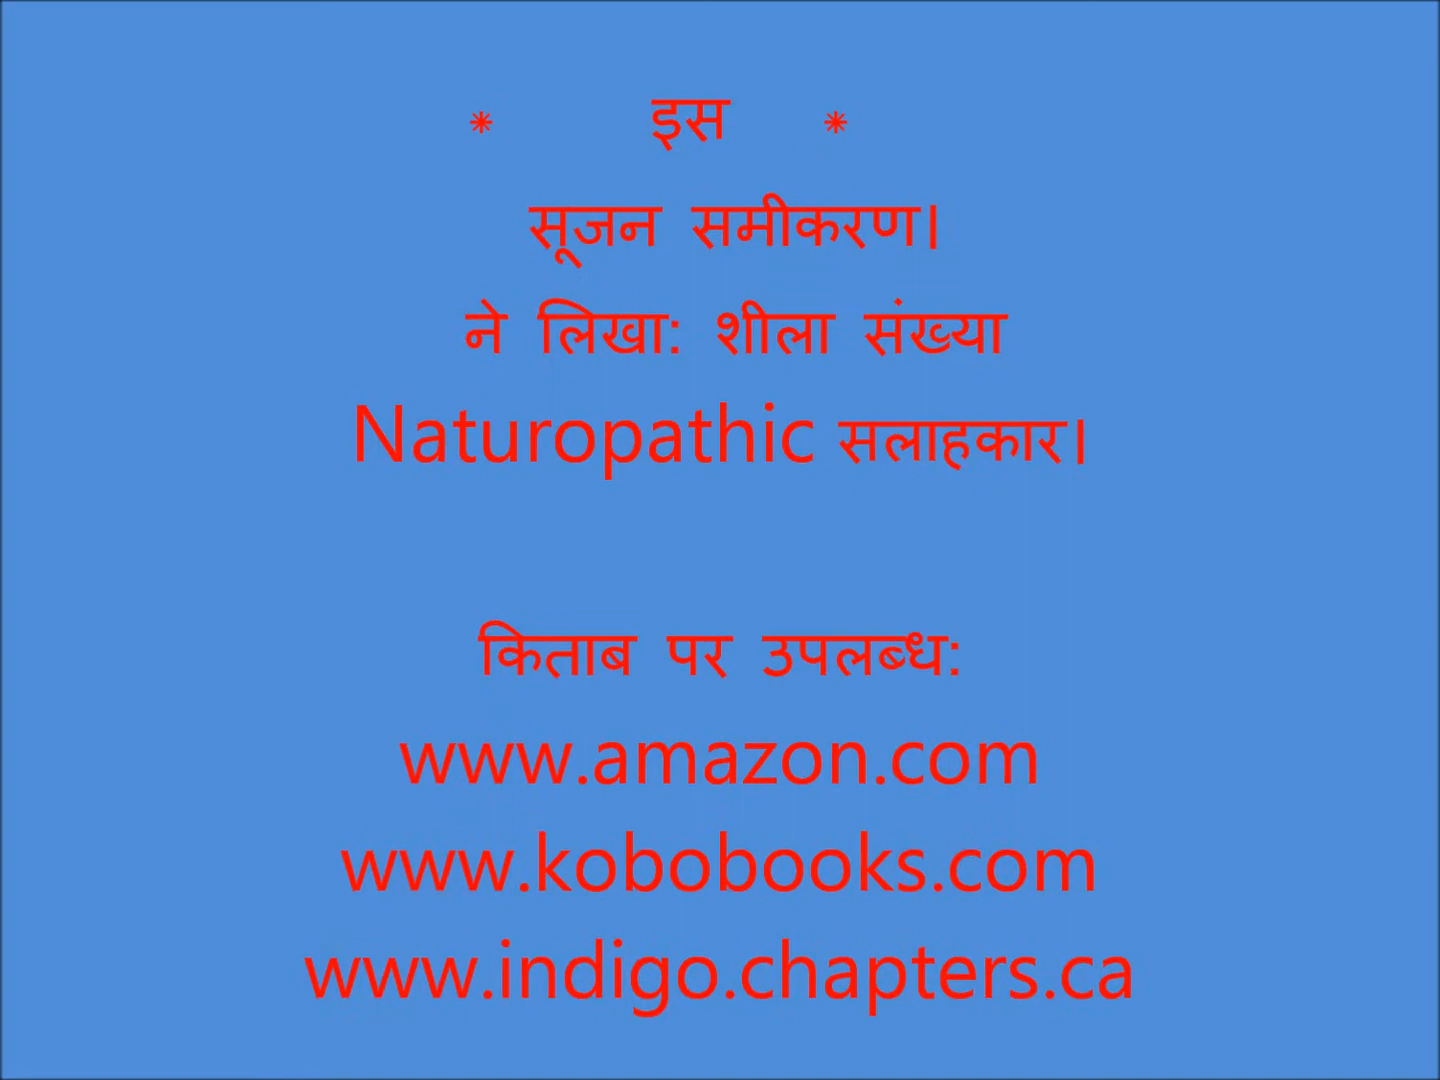 * इस *
सूजन समीकरण।
ने लिखा: शीला संख्या
Naturopathic सलाहकार।
किताब पर उपलब्ध:
www.amazon.com
www.kobobooks.com
www.indigo.chapters.ca